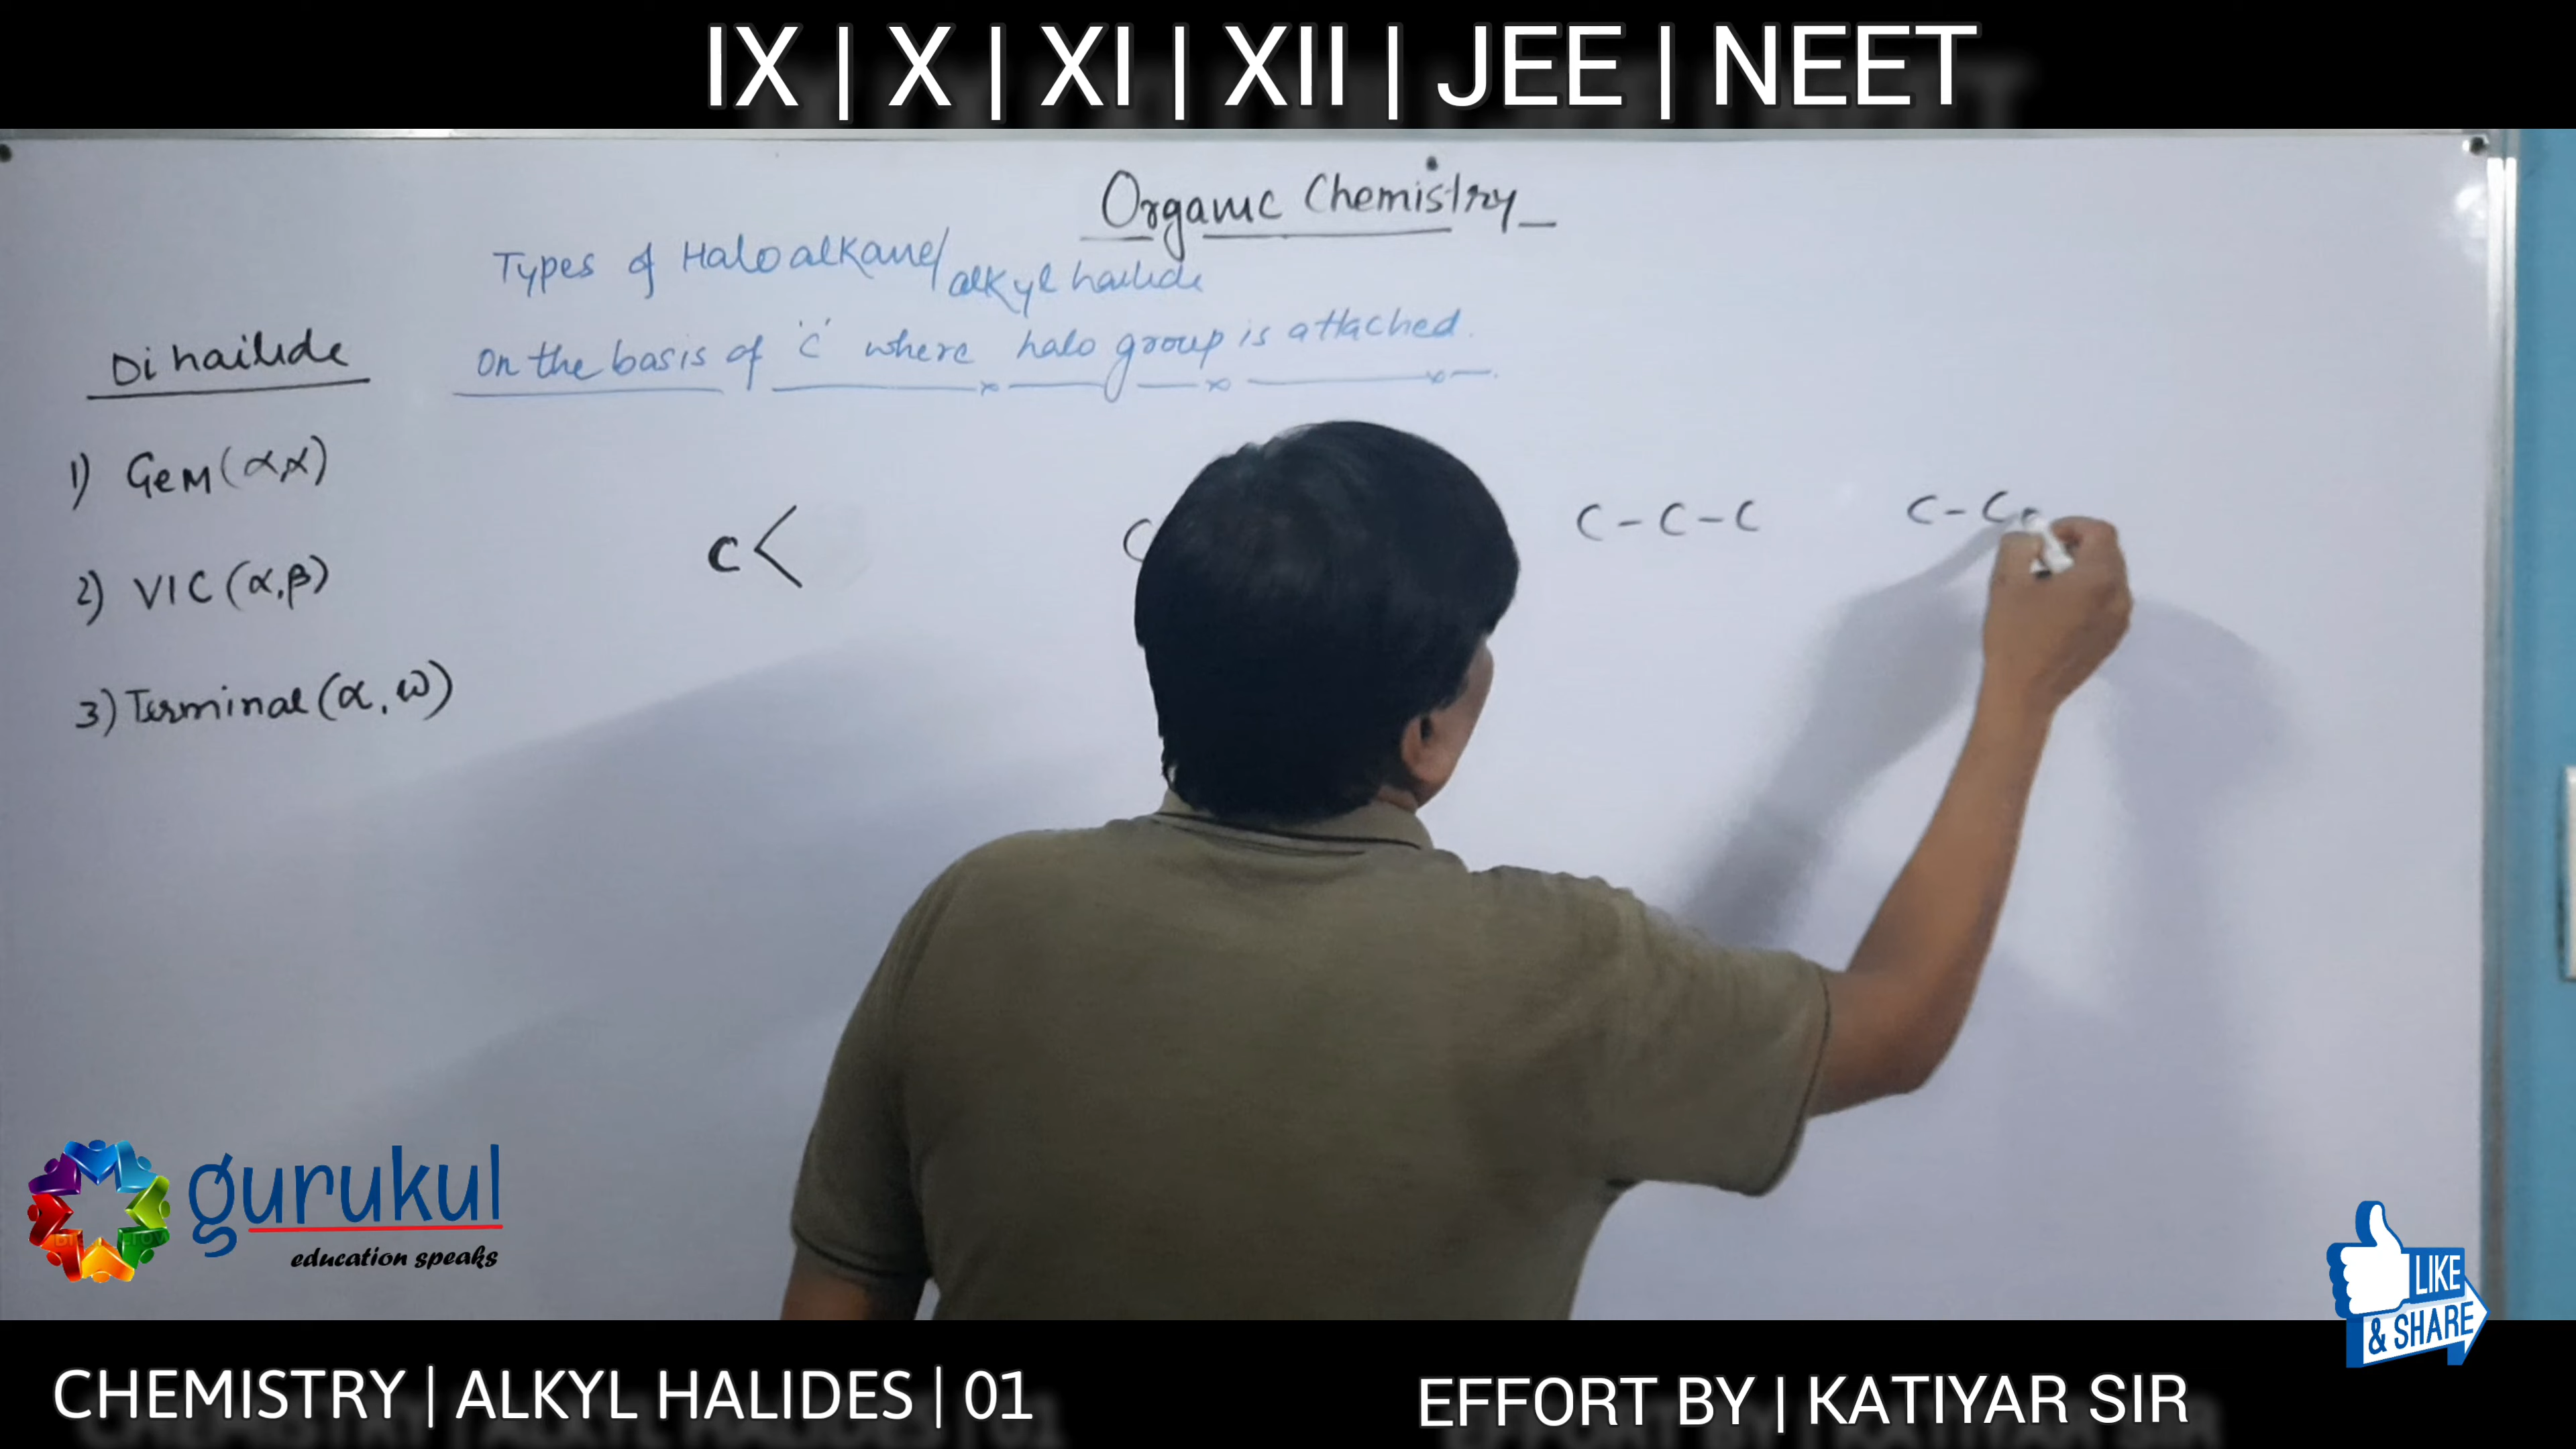 IX | X | XI | XII | JEE | NEET
Organic Chemistry
Types of Haloalkane/alkyl hailide
On the basis of 'C' where halo group is attached.
Di hailide
1) Gem (α,α)
2) VIC (α,β)
3) Terminal (α,ω)
C<
C
C-C-C
C-C
gurukul
education speaks
LIKE
& SHARE
CHEMISTRY | ALKYL HALIDES | 01
EFFORT BY | KATIYAR SIR